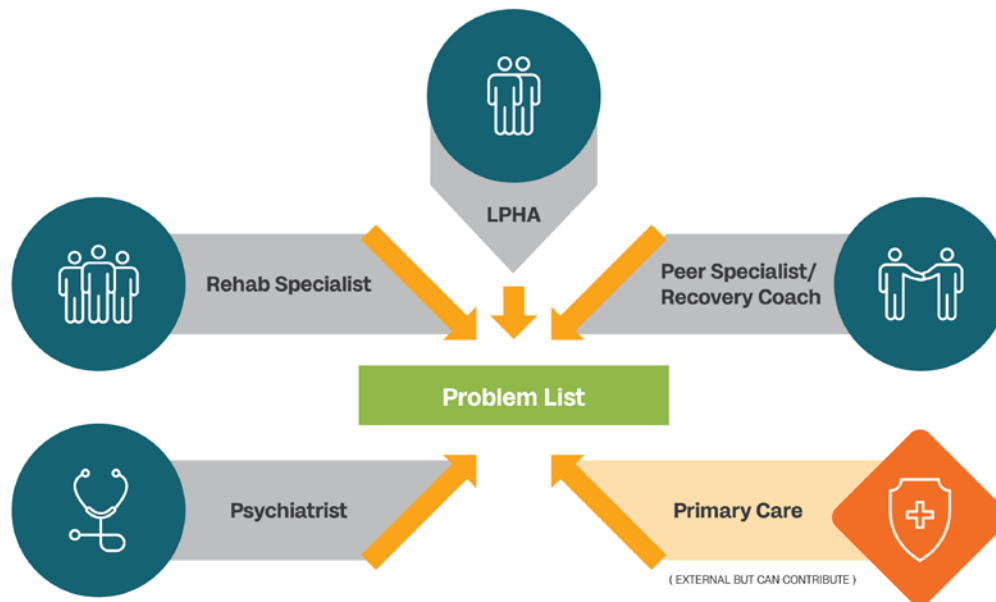 LPHA
Rehab Specialist
Peer Specialist/
Recovery Coach
Problem List
Psychiatrist
Primary Care
( EXTERNAL BUT CAN CONTRIBUTE )